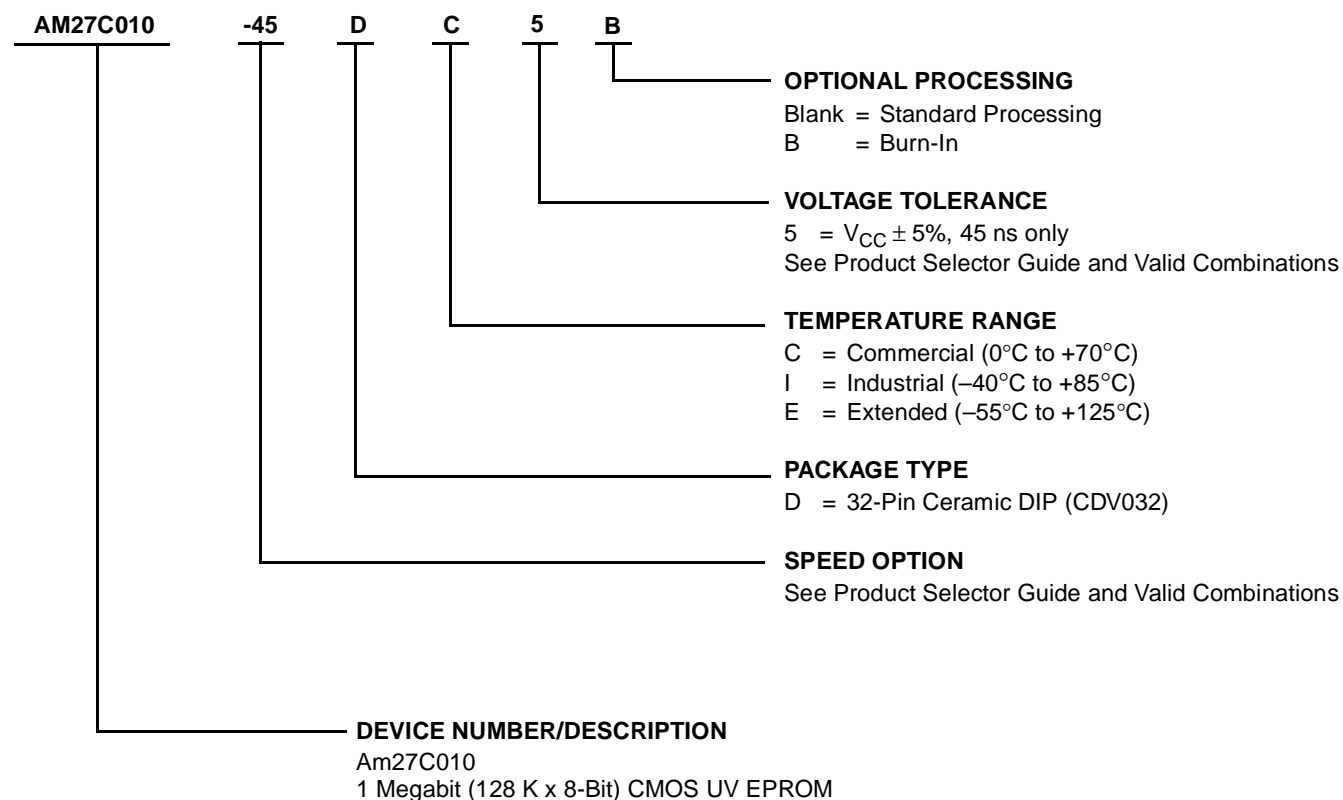 AM27C010 -45 D C 5 B
OPTIONAL PROCESSING
Blank = Standard Processing
B = Burn-In
VOLTAGE TOLERANCE
5 = VCC ± 5%, 45 ns only
See Product Selector Guide and Valid Combinations
TEMPERATURE RANGE
C = Commercial (0°C to +70°C)
I = Industrial (–40°C to +85°C)
E = Extended (–55°C to +125°C)
PACKAGE TYPE
D = 32-Pin Ceramic DIP (CDV032)
SPEED OPTION
See Product Selector Guide and Valid Combinations
DEVICE NUMBER/DESCRIPTION
Am27C010
1 Megabit (128 K x 8-Bit) CMOS UV EPROM